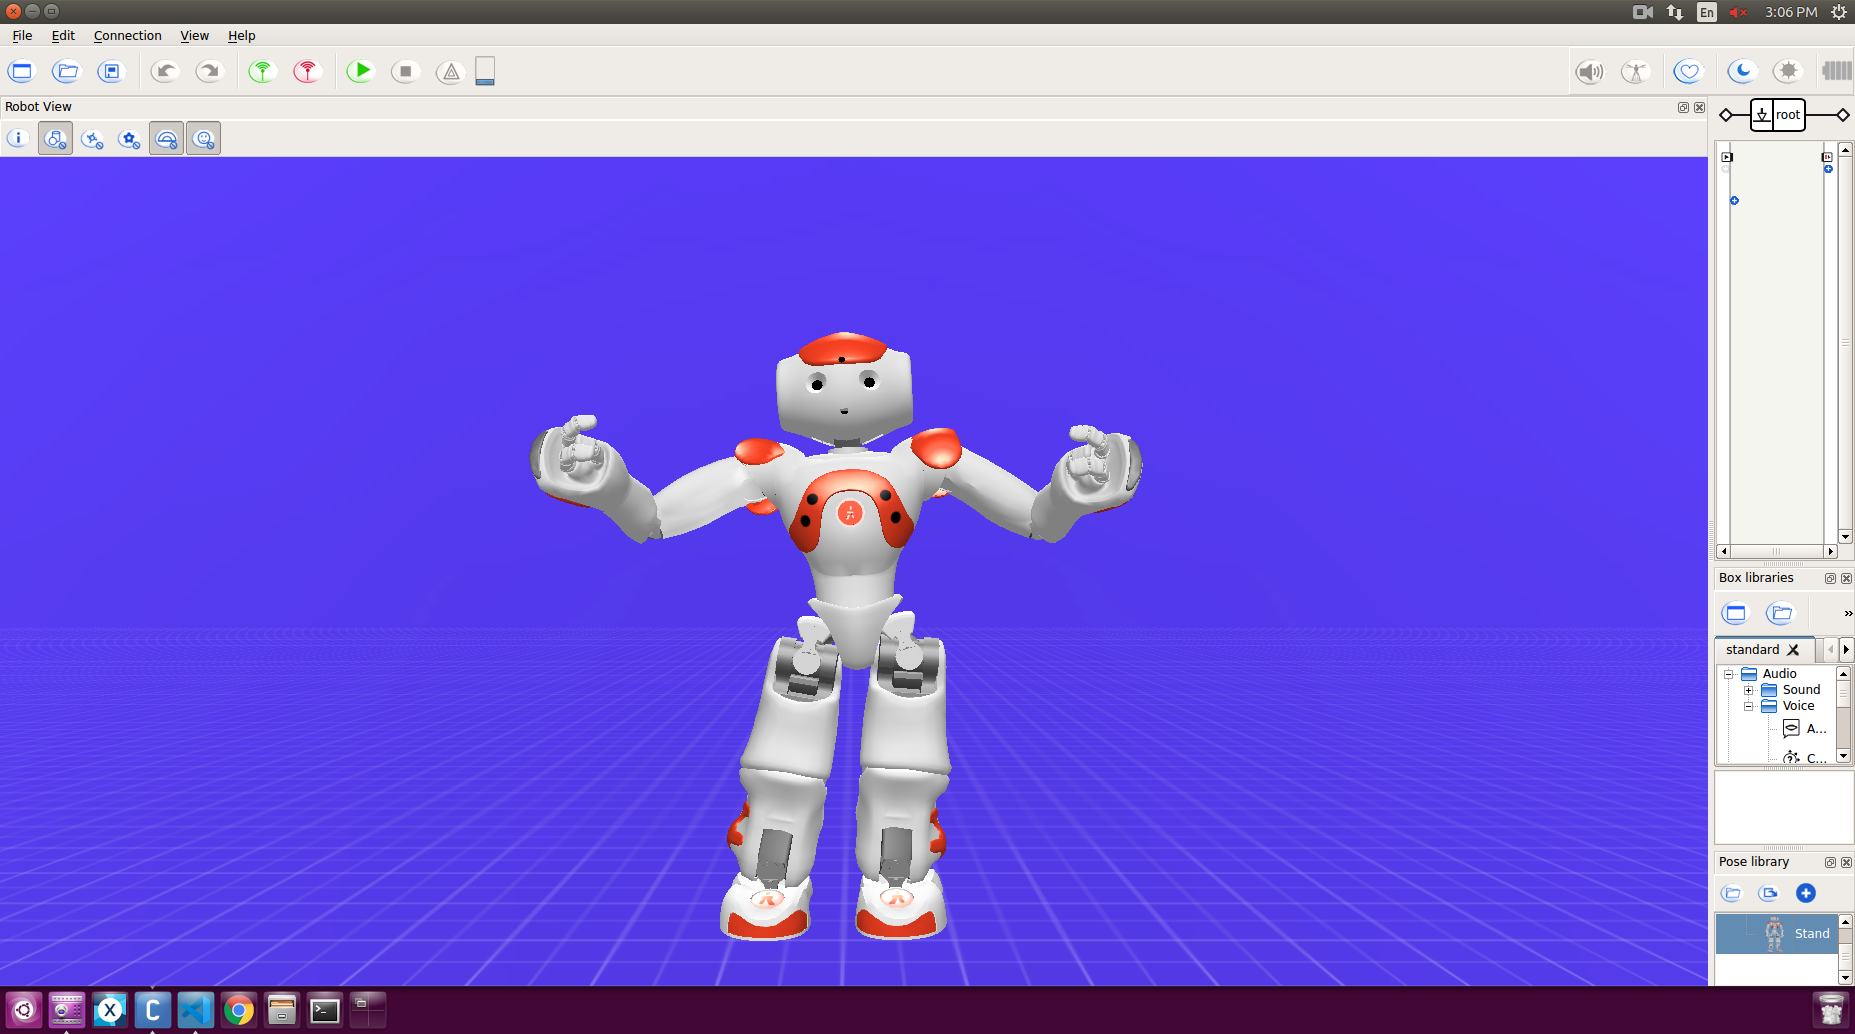 En
3:06 PM
File Edit Connection View Help
Robot View
root
Box libraries
»
standard
Audio
Sound
Voice
A...
C...
Pose library
Stand
X
C